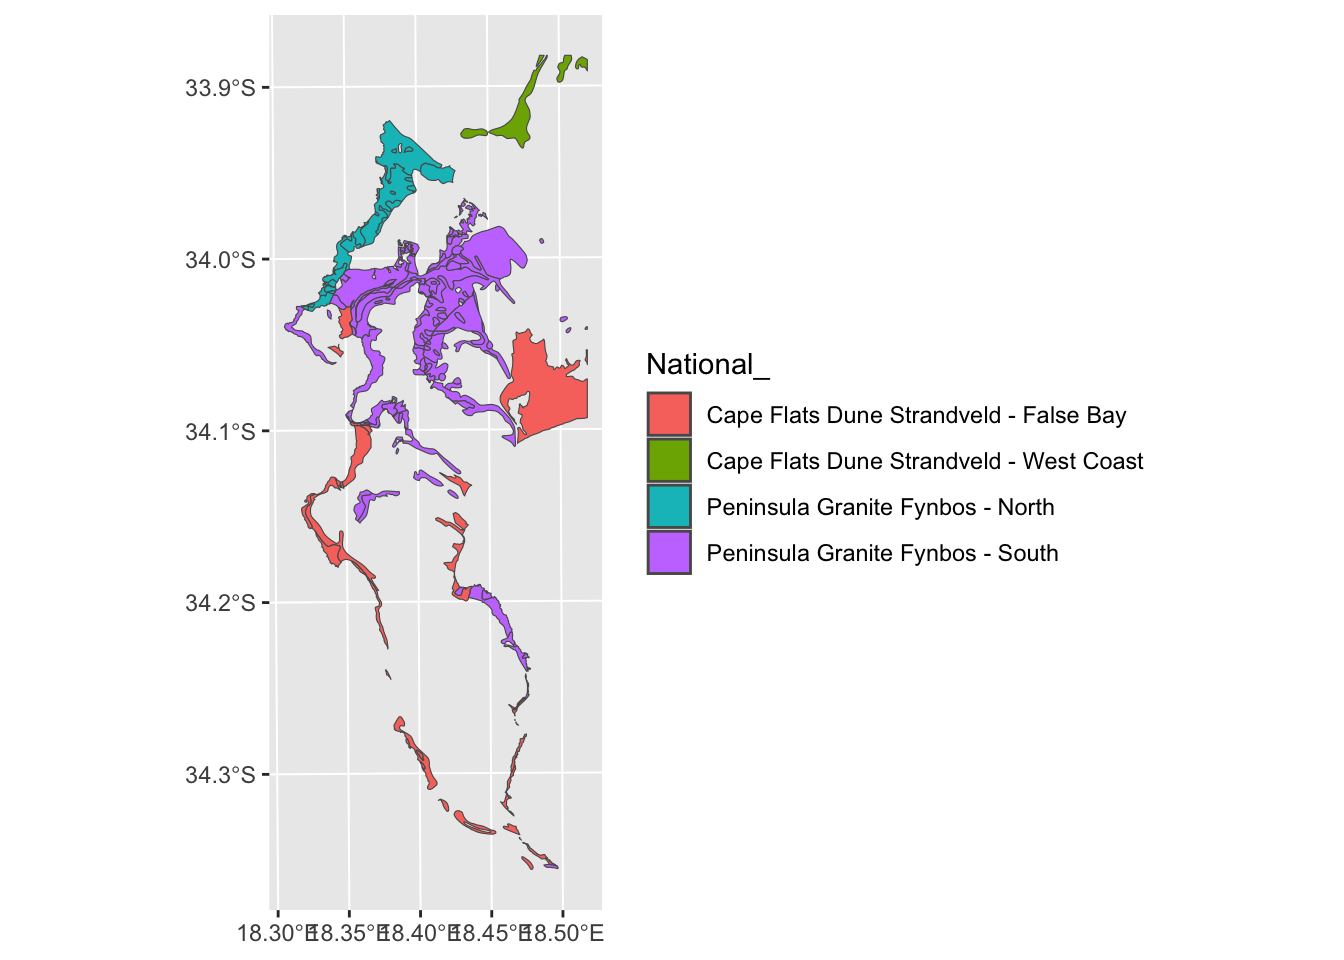 33.9°S
34.0°S
34.1°S
34.2°S
34.3°S
18.30°E 18.35°E 18.40°E 18.45°E 18.50°E
National_
Cape Flats Dune Strandveld - False Bay
Cape Flats Dune Strandveld - West Coast
Peninsula Granite Fynbos - North
Peninsula Granite Fynbos - South